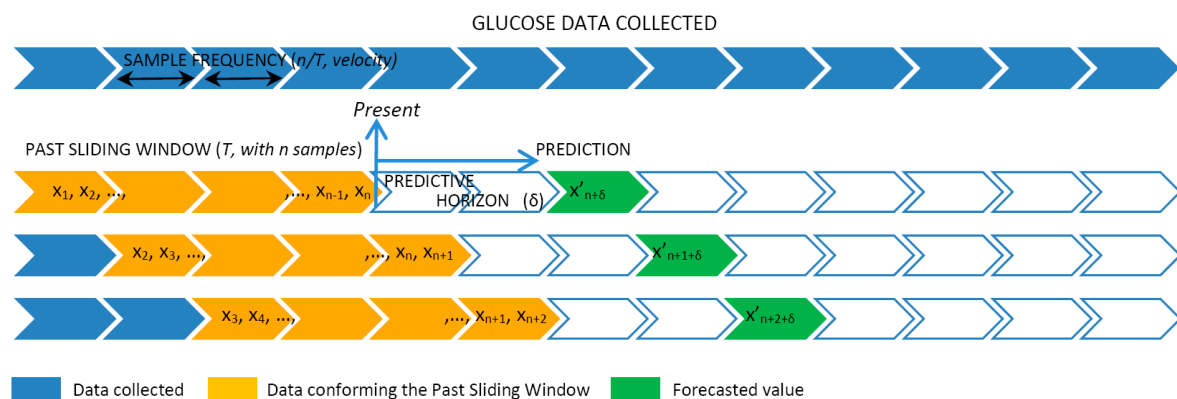 GLUCOSE DATA COLLECTED
SAMPLE FREQUENCY (n/T, velocity)
Present
PAST SLIDING WINDOW (T, with n samples)
PREDICTION
x₁, x₂, ...,
,..., xₙ₋₁, xₙ
PREDICTIVE
HORIZON (δ)
x'ₙ₊δ
x₂, x₃, ...,
,..., xₙ, xₙ₊₁
x'ₙ₊₁₊δ
x₃, x₄, ...,
,..., xₙ₊₁, xₙ₊₂
x'ₙ₊₂₊δ
Data collected
Data conforming the Past Sliding Window
Forecasted value